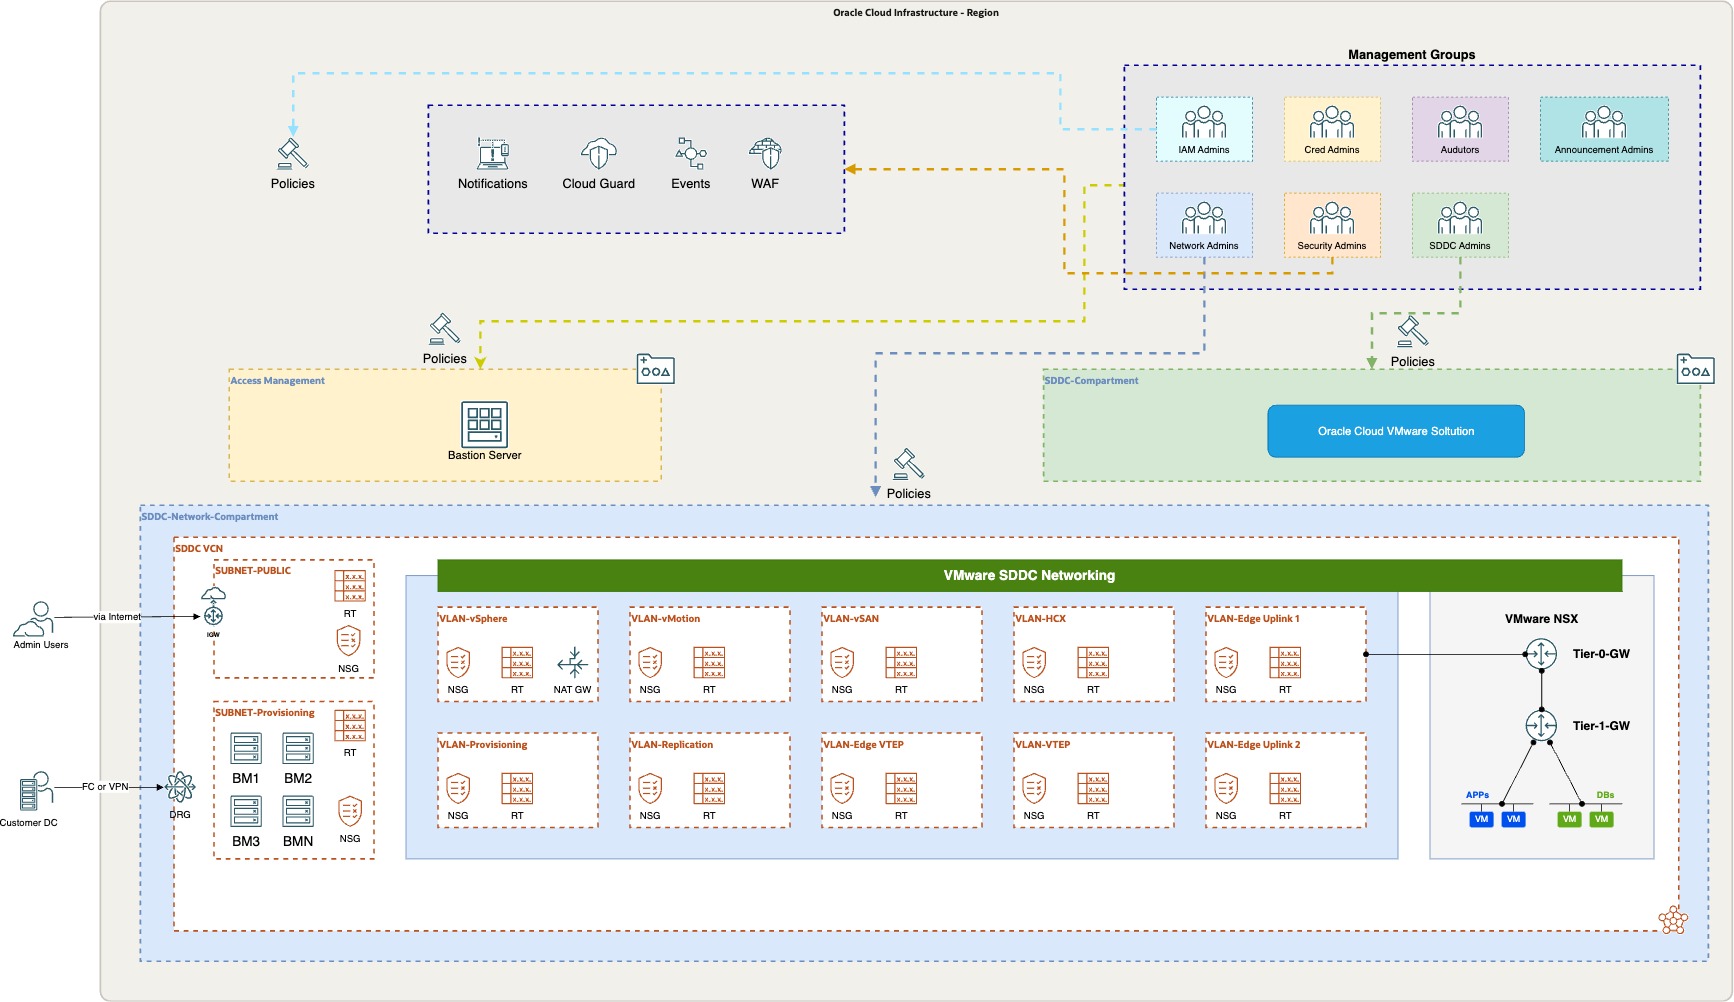 Oracle Cloud Infrastructure - Region
Management Groups
IAM Admins
Cred Admins
Audutors
Announcement Admins
Network Admins
Security Admins
SDDC Admins
Policies
Notifications
Cloud Guard
Events
WAF
Policies
Access Management
Bastion Server
Policies
SDDC-Compartment
Oracle Cloud VMware Soltution
Policies
SDDC-Network-Compartment
SDDC VCN
SUBNET-PUBLIC
RT
NSG
IGW
Admin Users
via Internet
SUBNET-Provisioning
RT
BM1
BM2
BM3
BMN
NSG
Customer DC
FC or VPN
DRG
VMware SDDC Networking
VLAN-vSphere
NSG
RT
NAT GW
VLAN-vMotion
NSG
RT
VLAN-vSAN
NSG
RT
VLAN-HCX
NSG
RT
VLAN-Edge Uplink 1
NSG
RT
VLAN-Provisioning
NSG
RT
VLAN-Replication
NSG
RT
VLAN-Edge VTEP
NSG
RT
VLAN-VTEP
NSG
RT
VLAN-Edge Uplink 2
NSG
RT
VMware NSX
Tier-0-GW
Tier-1-GW
APPs
DBs
VM
VM
VM
VM